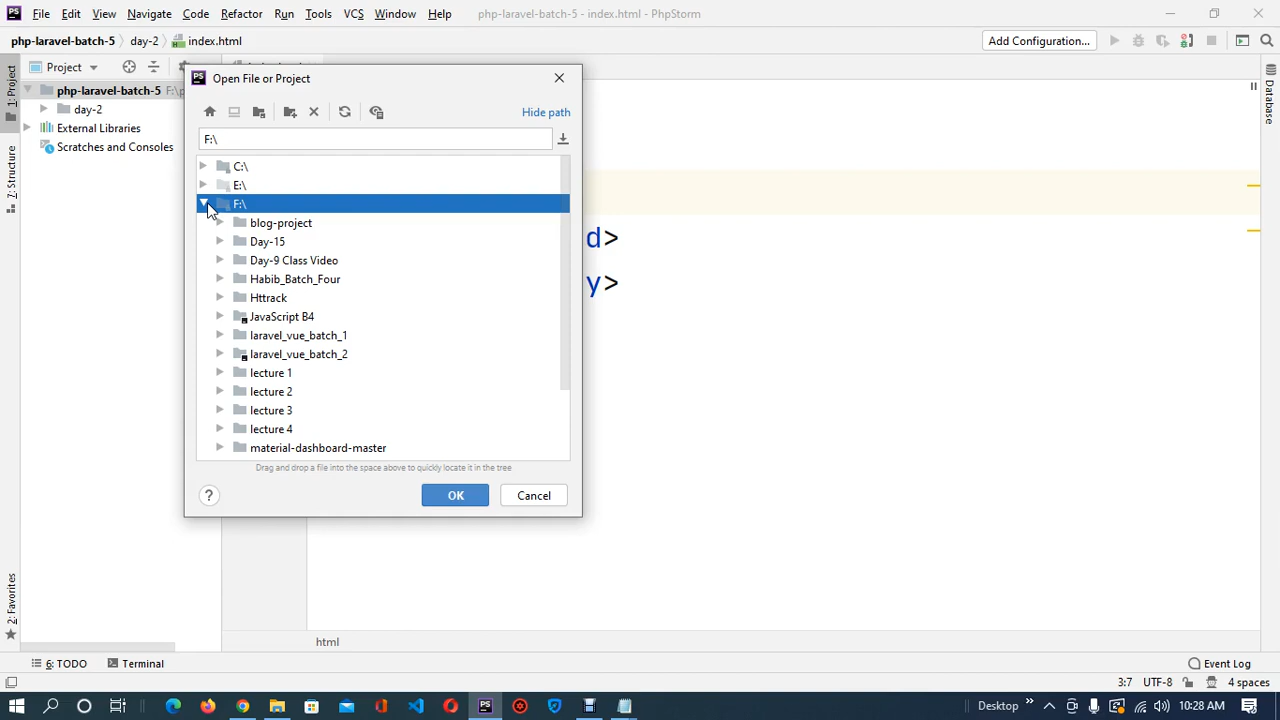 PS File Edit View Navigate Code Refactor Run Tools VCS Window Help php-laravel-batch-5 - index.html - PhpStorm
php-laravel-batch-5 day-2 index.html Add Configuration...
1: Project
Project
php-laravel-batch-5
day-2
External Libraries
Scratches and Consoles
PS Open File or Project
Hide path
F:\
C:\
E:\
F:\
blog-project
Day-15
Day-9 Class Video
Habib_Batch_Four
Httrack
JavaScript B4
laravel_vue_batch_1
laravel_vue_batch_2
lecture 1
lecture 2
lecture 3
lecture 4
material-dashboard-master
Drag and drop a file into the space above to quickly locate it in the tree
? OK Cancel
d>
y>
Database
Z: Structure
2: Favorites
html
6: TODO Terminal Event Log
3:7 UTF-8 4 spaces
Desktop 10:28 AM